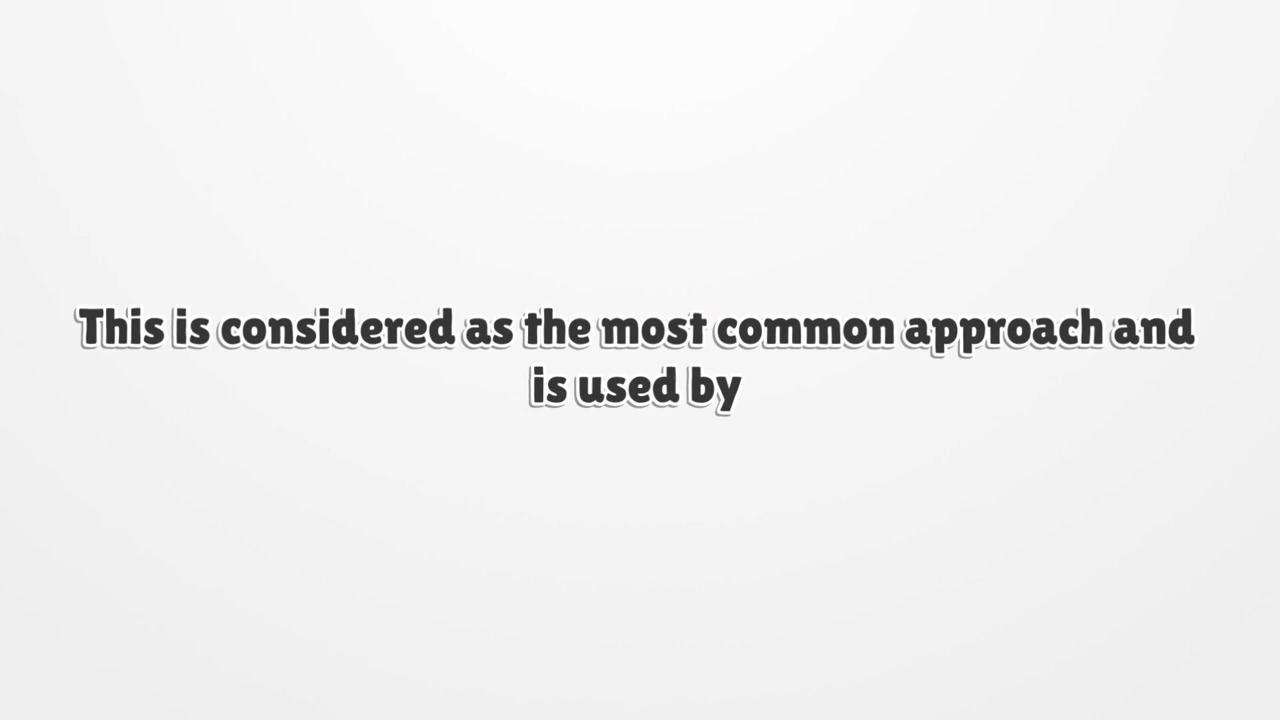 This is considered as the most common approach and
is used by